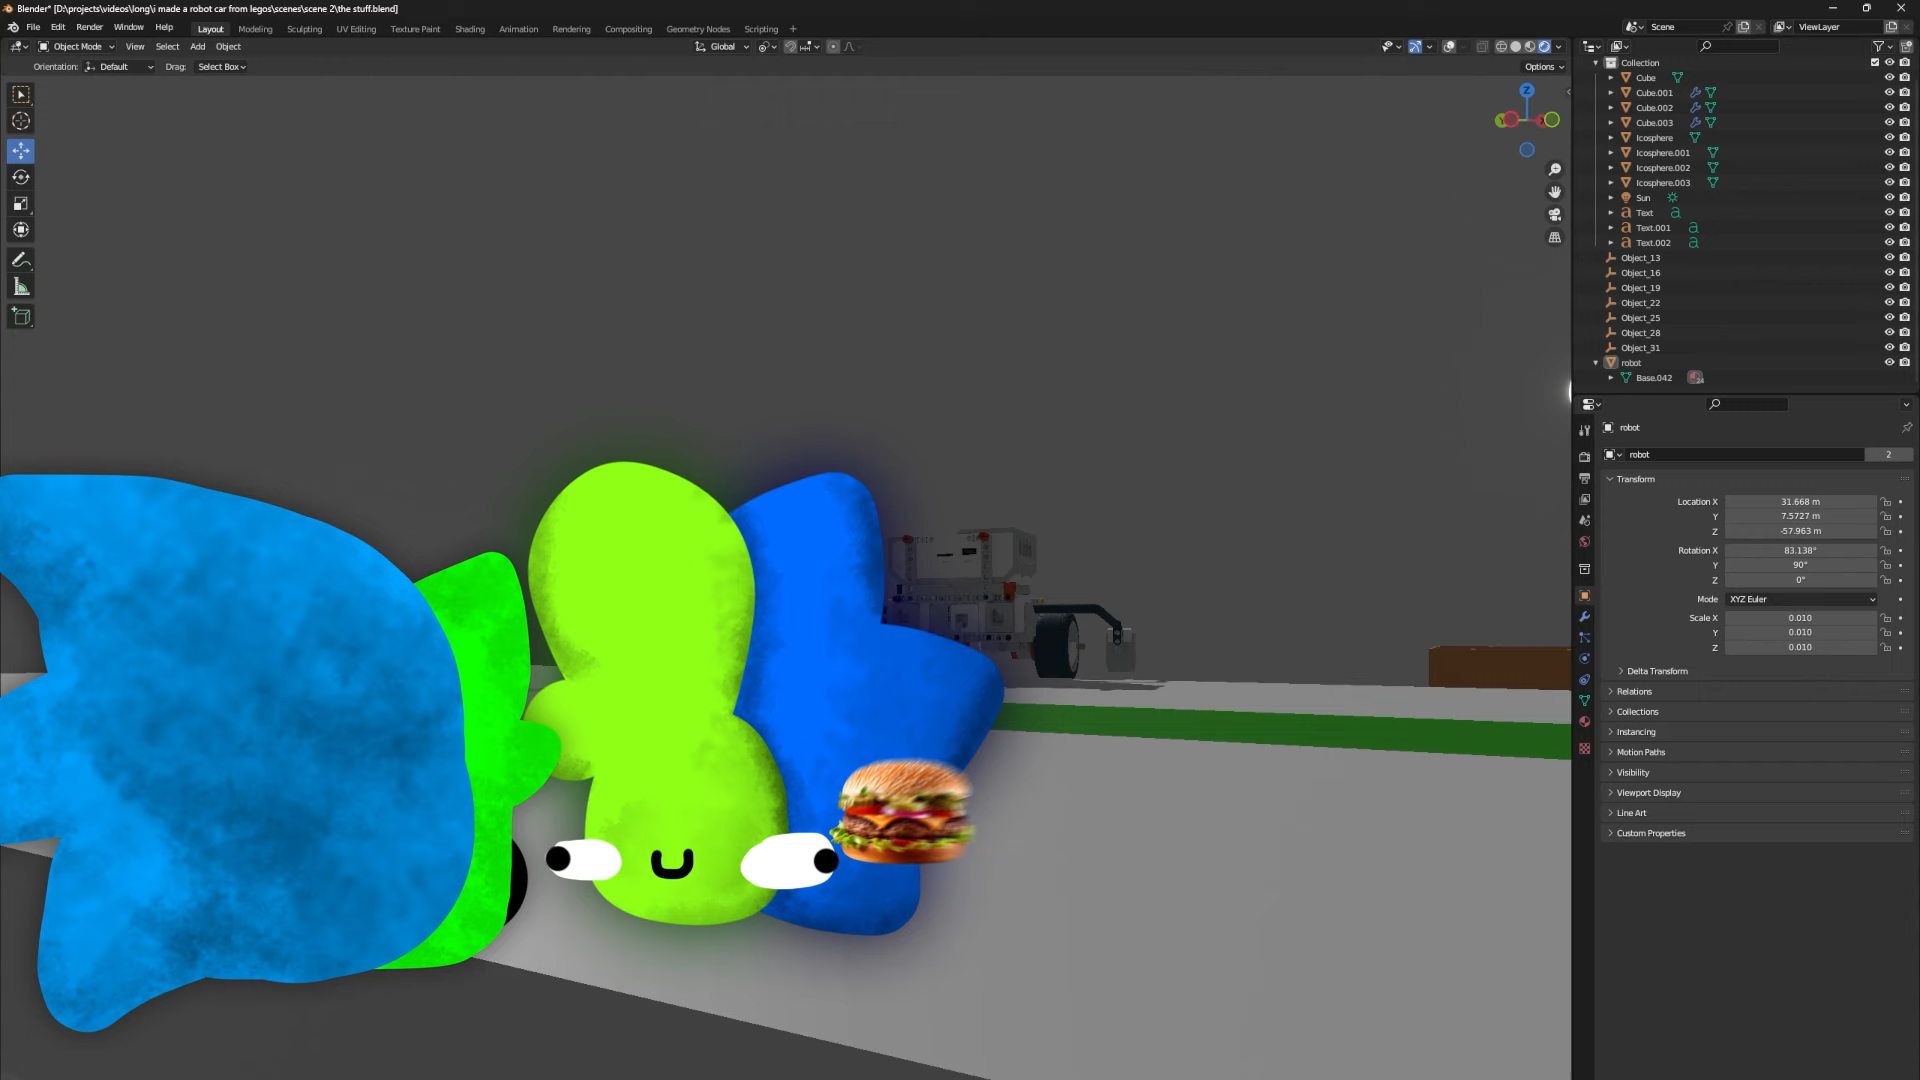 Blender* [D:\projects\videos\long\i made a robot car from legos\scenes\scene 2\the stuff.blend]
File Edit Render Window Help Layout Modeling Sculpting UV Editing Texture Paint Shading Animation Rendering Compositing Geometry Nodes Scripting + Scene ViewLayer
Object Mode View Select Add Object Global
Orientation: Default Drag: Select Box Options
Z
Collection
Cube
Cube.001
Cube.002
Cube.003
Icosphere
Icosphere.001
Icosphere.002
Icosphere.003
Sun
Text
Text.001
Text.002
Object_13
Object_16
Object_19
Object_22
Object_25
Object_28
Object_31
robot
Base.042 24
robot
robot 2
Transform
Location X 31.668 m
Y 7.5727 m
Z -57.963 m
Rotation X 83.138°
Y 90°
Z 0°
Mode XYZ Euler
Scale X 0.010
Y 0.010
Z 0.010
Delta Transform
Relations
Collections
Instancing
Motion Paths
Visibility
Viewport Display
Line Art
Custom Properties